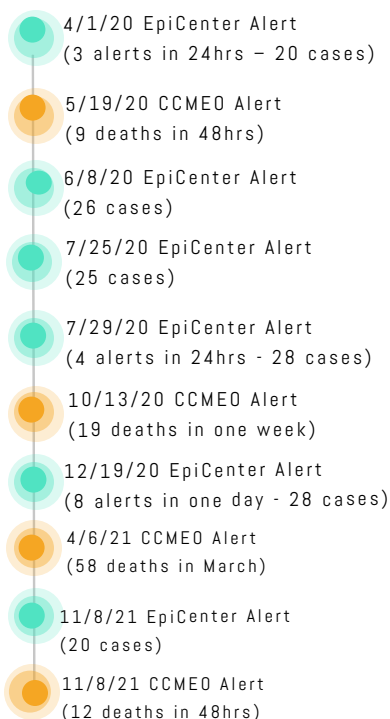 4/1/20 EpiCenter Alert
(3 alerts in 24hrs – 20 cases)
5/19/20 CCMEO Alert
(9 deaths in 48hrs)
6/8/20 EpiCenter Alert
(26 cases)
7/25/20 EpiCenter Alert
(25 cases)
7/29/20 EpiCenter Alert
(4 alerts in 24hrs - 28 cases)
10/13/20 CCMEO Alert
(19 deaths in one week)
12/19/20 EpiCenter Alert
(8 alerts in one day - 28 cases)
4/6/21 CCMEO Alert
(58 deaths in March)
11/8/21 EpiCenter Alert
(20 cases)
11/8/21 CCMEO Alert
(12 deaths in 48hrs)